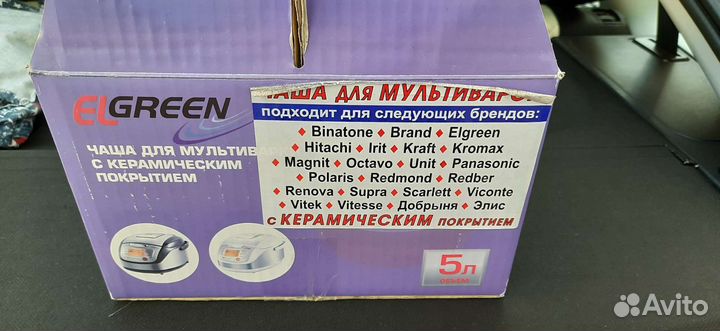 ELGREEN
ЧАША ДЛЯ МУЛЬТИВАР
С КЕРАМИЧЕСКИМ
ПОКРЫТИЕМ
ЧАША ДЛЯ МУЛЬТИВАРО
подходит для следующих брендов:
♦ Binatone ♦ Brand ♦ Elgreen
Hitachi ♦ Irit ♦ Kraft ♦ Kromax
♦ Magnit ♦ Octavo ♦ Unit ♦ Panasonic
♦ Polaris ♦ Redmond ♦ Redber
♦ Renova ♦ Supra ♦ Scarlett ♦ Viconte
♦ Vitek ♦ Vitesse ♦ Добрыня ♦ Элис
с КЕРАМИЧЕСКИМ ПОКРЫТИЕМ
5л
ОБЪЕМ
Avito